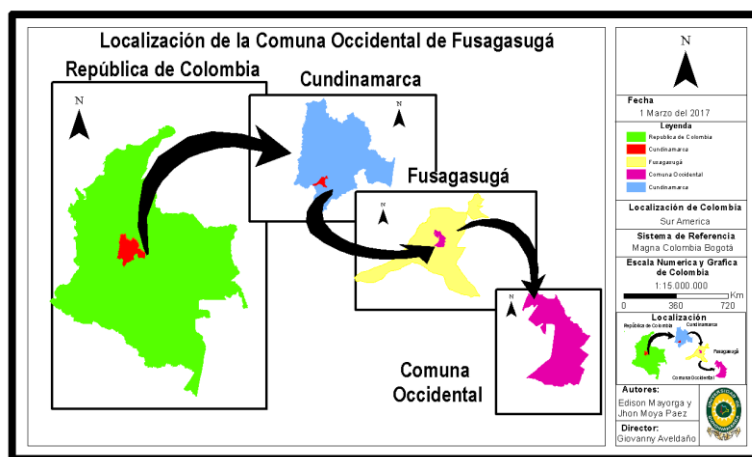 Localización de la Comuna Occidental de Fusagasugá
República de Colombia
N
Cundinamarca
N
Fusagasugá
N
Comuna
Occidental
N
N
Fecha
1 Marzo del 2017
Leyenda
Republica de Colombia
Cundinamarca
Fusagasuga
Comuna Occidental
Cundinamarca
Localización de Colombia
Sur America
Sistema de Referencia
Magna Colombia Bogotá
Escala Numerica y Grafica
de Colombia
1:15.000.000
Km
0 360 720
Localización
República de Colombia
Cundinamarca
Fusagasugá
Comuna Occidental
Autores:
Edison Mayorga y
Jhon Moya Paez
Director:
Giovanny Aveldaño